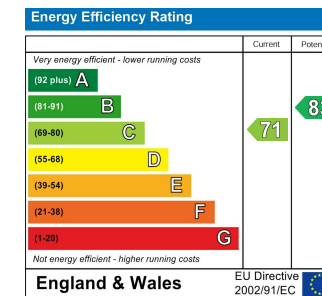 Energy Efficiency Rating
Current
Very energy efficient - lower running costs
(92 plus) A
(81-91) B
(69-80) C
71
(55-68) D
(39-54) E
(21-38) F
(1-20) G
Not energy efficient - higher running costs
England & Wales
EU Directive
2002/91/EC